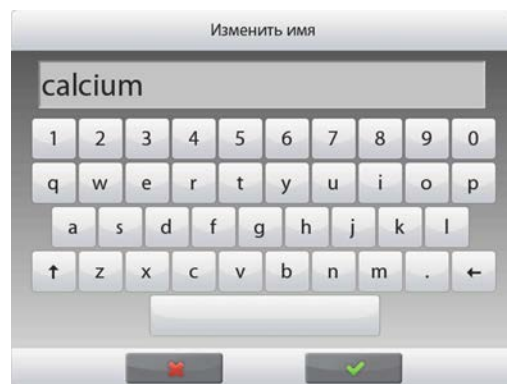 Изменить имя
calcium
1 2 3 4 5 6 7 8 9 0
q w e r t y u i o p
a s d f g h j k l
↑ z x c v b n m . ←